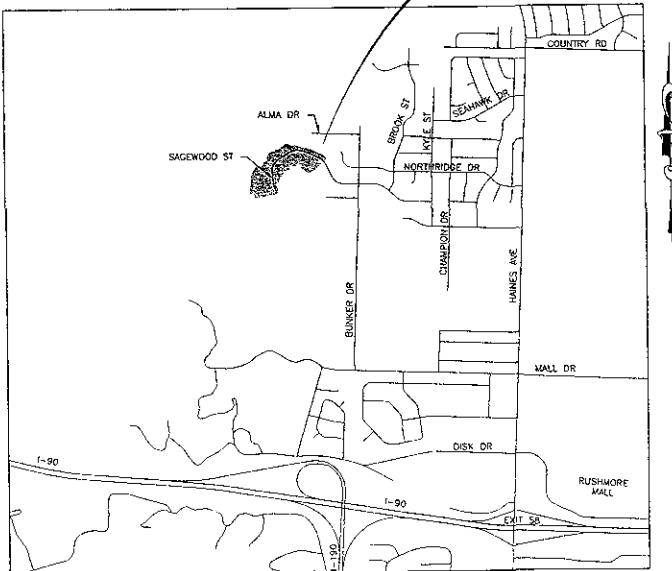 COUNTRY RD
SEAHAWK DR
ALMA DR
BROOK ST
KYLE ST
SAGEWOOD ST
NORTHRIDGE DR
CHAMPION DR
HAINES AVE
BUNKER DR
MALL DR
DISK DR
I-90
RUSHMORE
MALL
I-90
EXIT 58
I-190